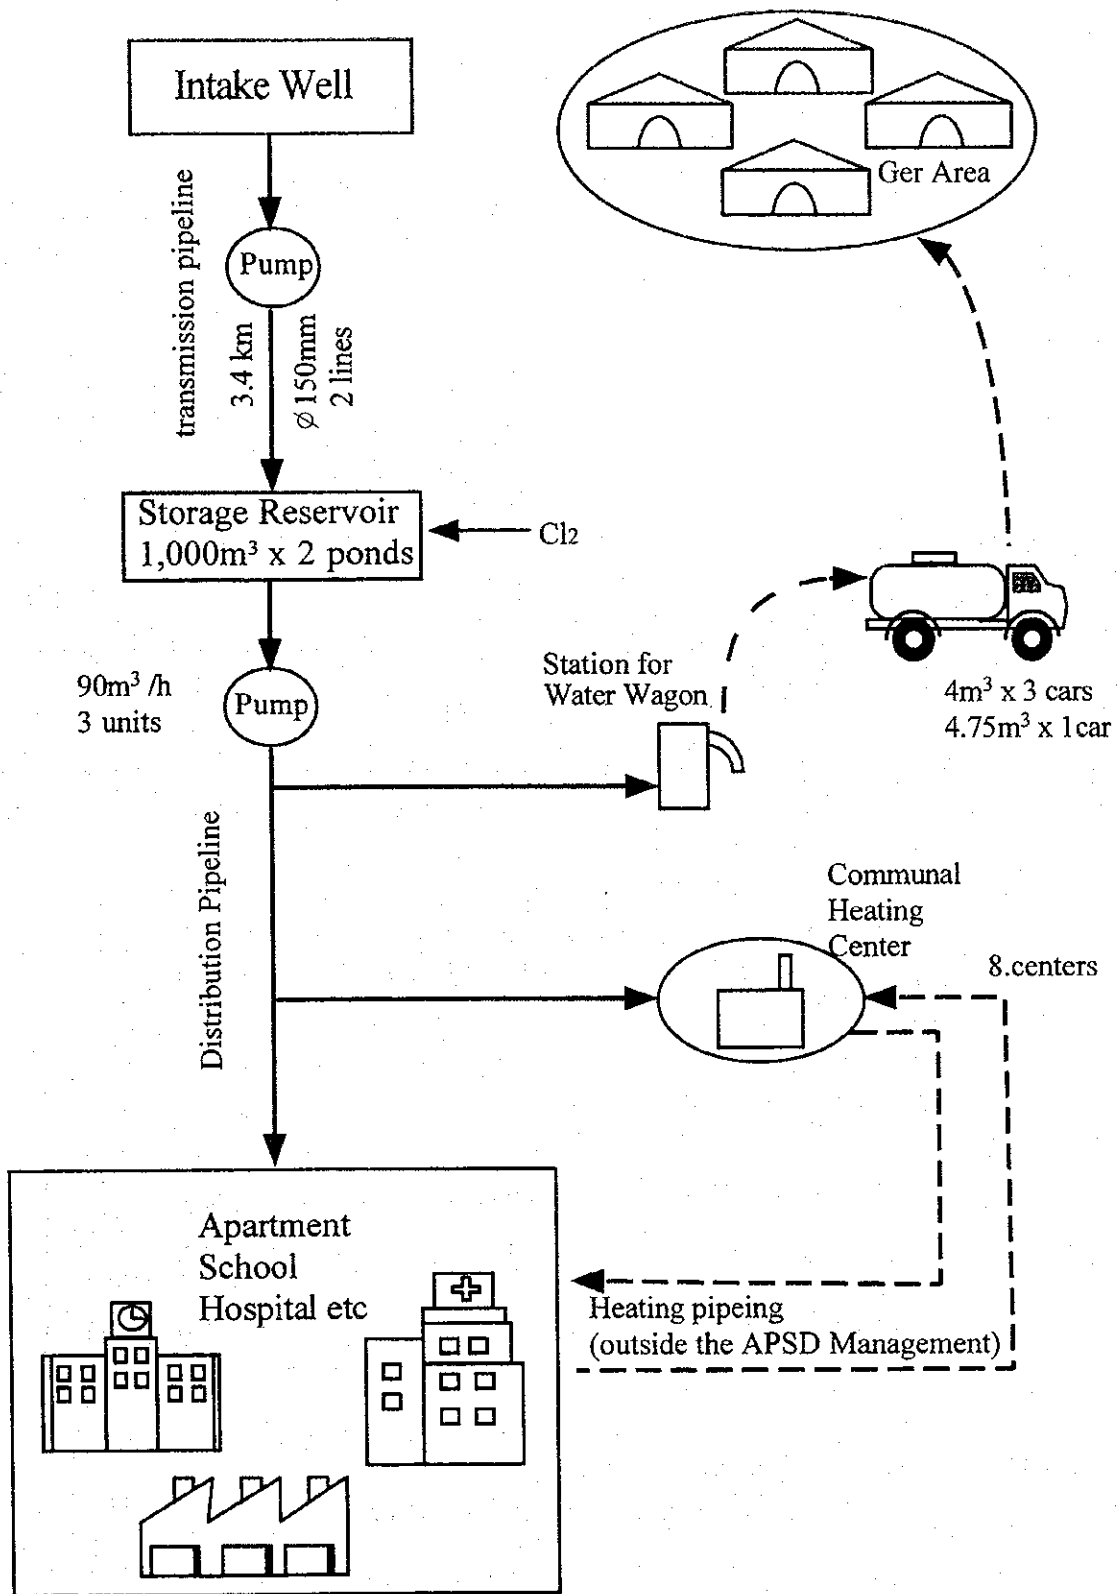 Intake Well
Ger Area
transmission pipeline
Pump
3.4 km
Ø150mm
2 lines
Storage Reservoir
1,000m³ x 2 ponds
Cl₂
90m³ /h
3 units
Pump
Station for
Water Wagon
4m³ x 3 cars
4.75m³ x 1car
Distribution Pipeline
Communal
Heating
Center
8.centers
Apartment
School
Hospital etc
Heating pipeing
(outside the APSD Management)